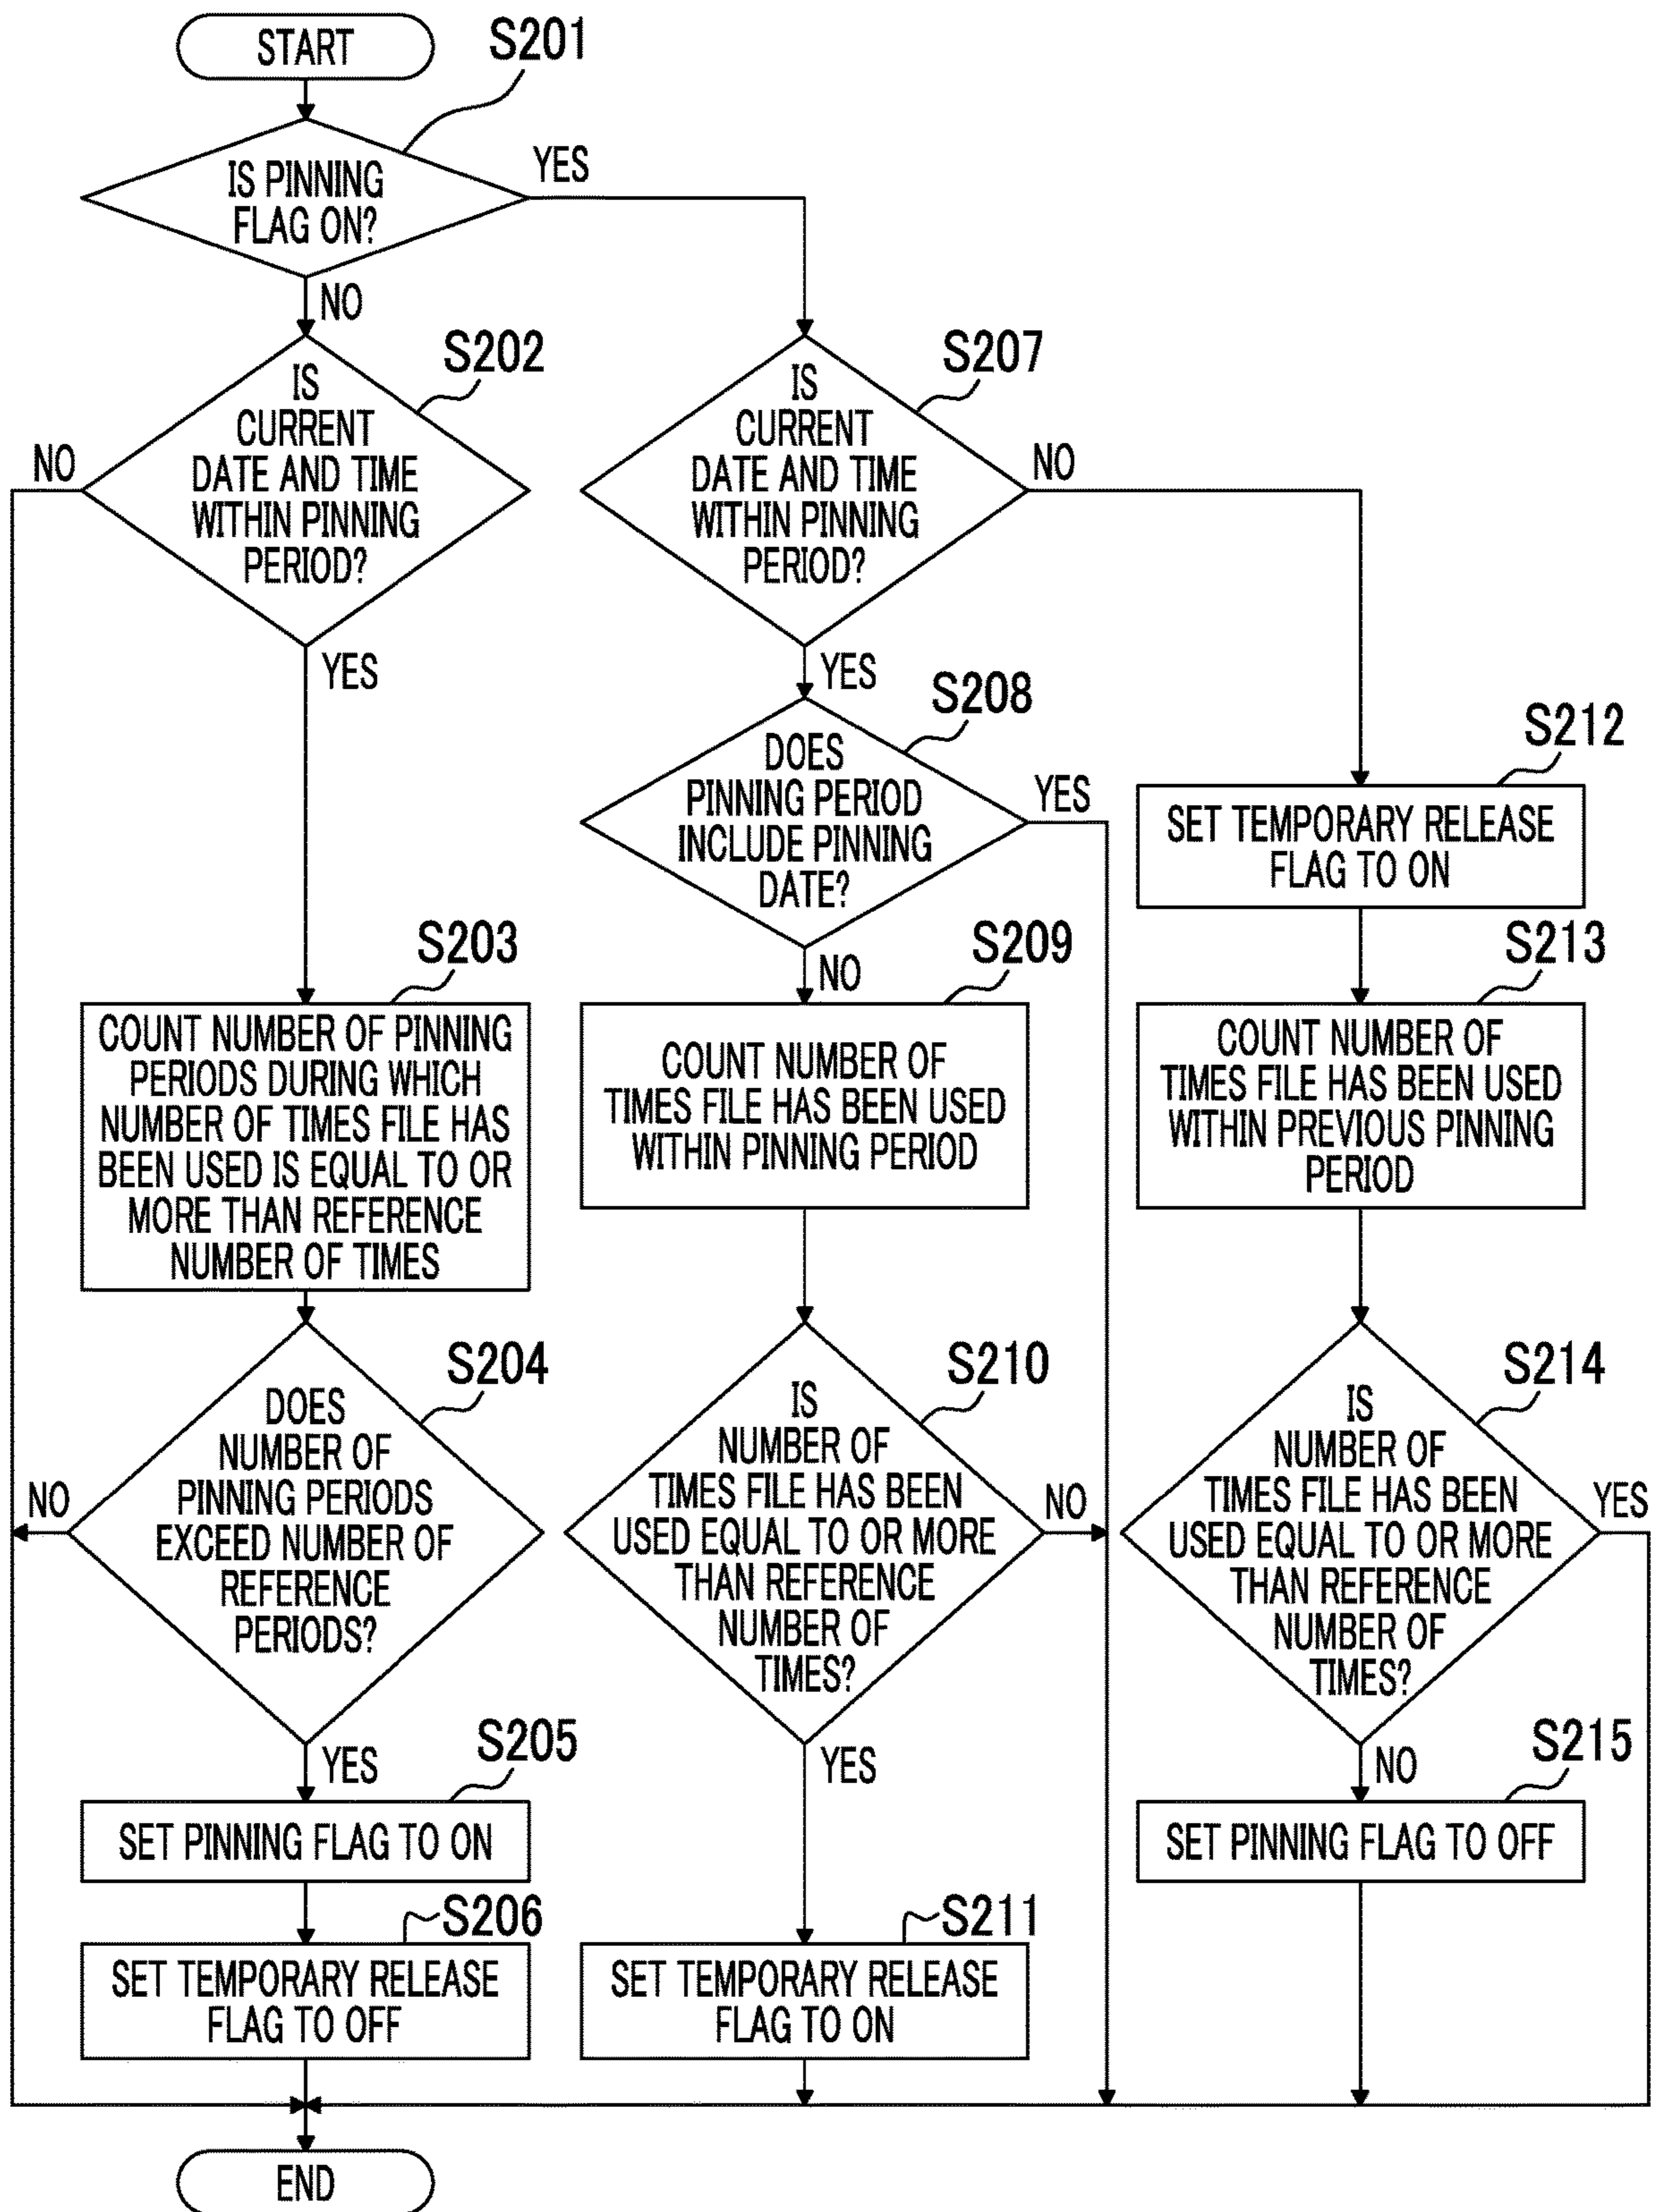 START
S201
IS PINNING
FLAG ON?
YES
NO
S202
IS
CURRENT
DATE AND TIME
WITHIN PINNING
PERIOD?
NO
YES
S207
IS
CURRENT
DATE AND TIME
WITHIN PINNING
PERIOD?
NO
YES
S208
DOES
PINNING PERIOD
INCLUDE PINNING
DATE?
YES
NO
S212
SET TEMPORARY RELEASE
FLAG TO ON
S203
COUNT NUMBER OF PINNING
PERIODS DURING WHICH
NUMBER OF TIMES FILE HAS
BEEN USED IS EQUAL TO OR
MORE THAN REFERENCE
NUMBER OF TIMES
S209
COUNT NUMBER OF
TIMES FILE HAS BEEN USED
WITHIN PINNING PERIOD
S213
COUNT NUMBER OF
TIMES FILE HAS BEEN USED
WITHIN PREVIOUS PINNING
PERIOD
S204
DOES
NUMBER OF
PINNING PERIODS
EXCEED NUMBER OF
REFERENCE
PERIODS?
NO
YES
S210
IS
NUMBER OF
TIMES FILE HAS BEEN
USED EQUAL TO OR MORE
THAN REFERENCE
NUMBER OF
TIMES?
NO
YES
S214
IS
NUMBER OF
TIMES FILE HAS BEEN
USED EQUAL TO OR MORE
THAN REFERENCE
NUMBER OF
TIMES?
YES
NO
S205
SET PINNING FLAG TO ON
S215
SET PINNING FLAG TO OFF
S206
SET TEMPORARY RELEASE
FLAG TO OFF
S211
SET TEMPORARY RELEASE
FLAG TO ON
END